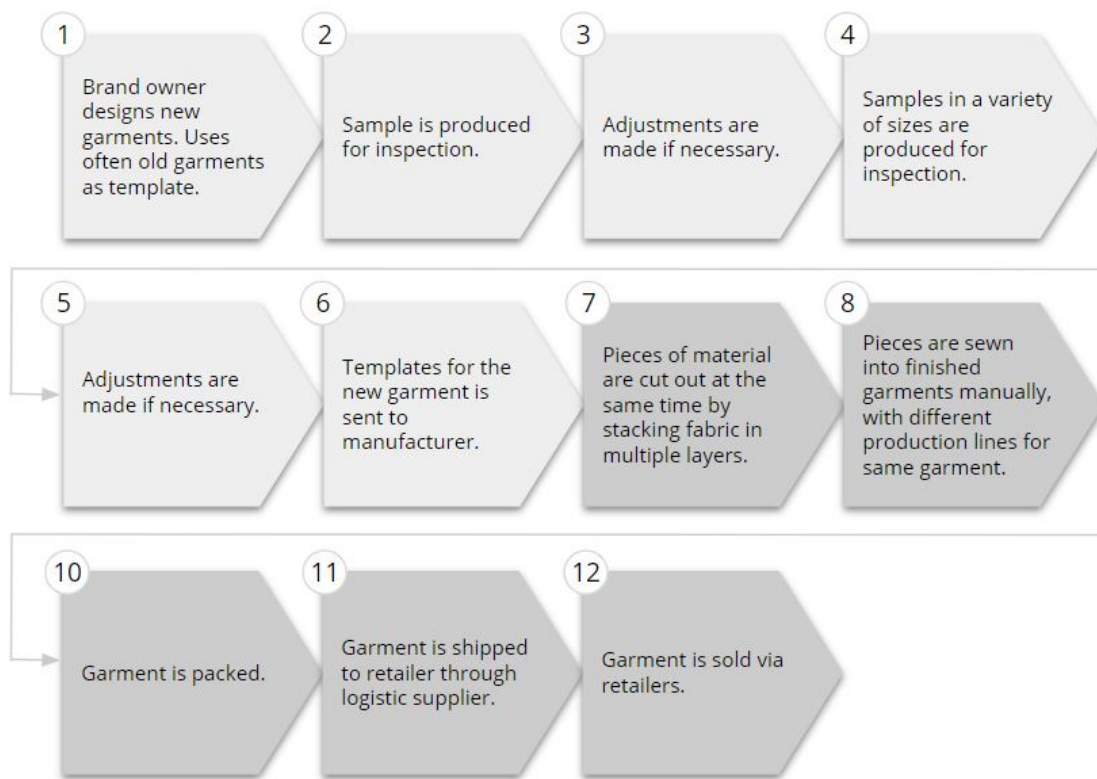 1
Brand owner
designs new
garments. Uses
often old garments
as template.
2
Sample is produced
for inspection.
3
Adjustments are
made if necessary.
4
Samples in a variety
of sizes are
produced for
inspection.
5
Adjustments are
made if necessary.
6
Templates for the
new garment is
sent to
manufacturer.
7
Pieces of material
are cut out at the
same time by
stacking fabric in
multiple layers.
8
Pieces are sewn
into finished
garments manually,
with different
production lines for
same garment.
10
Garment is packed.
11
Garment is shipped
to retailer through
logistic supplier.
12
Garment is sold via
retailers.